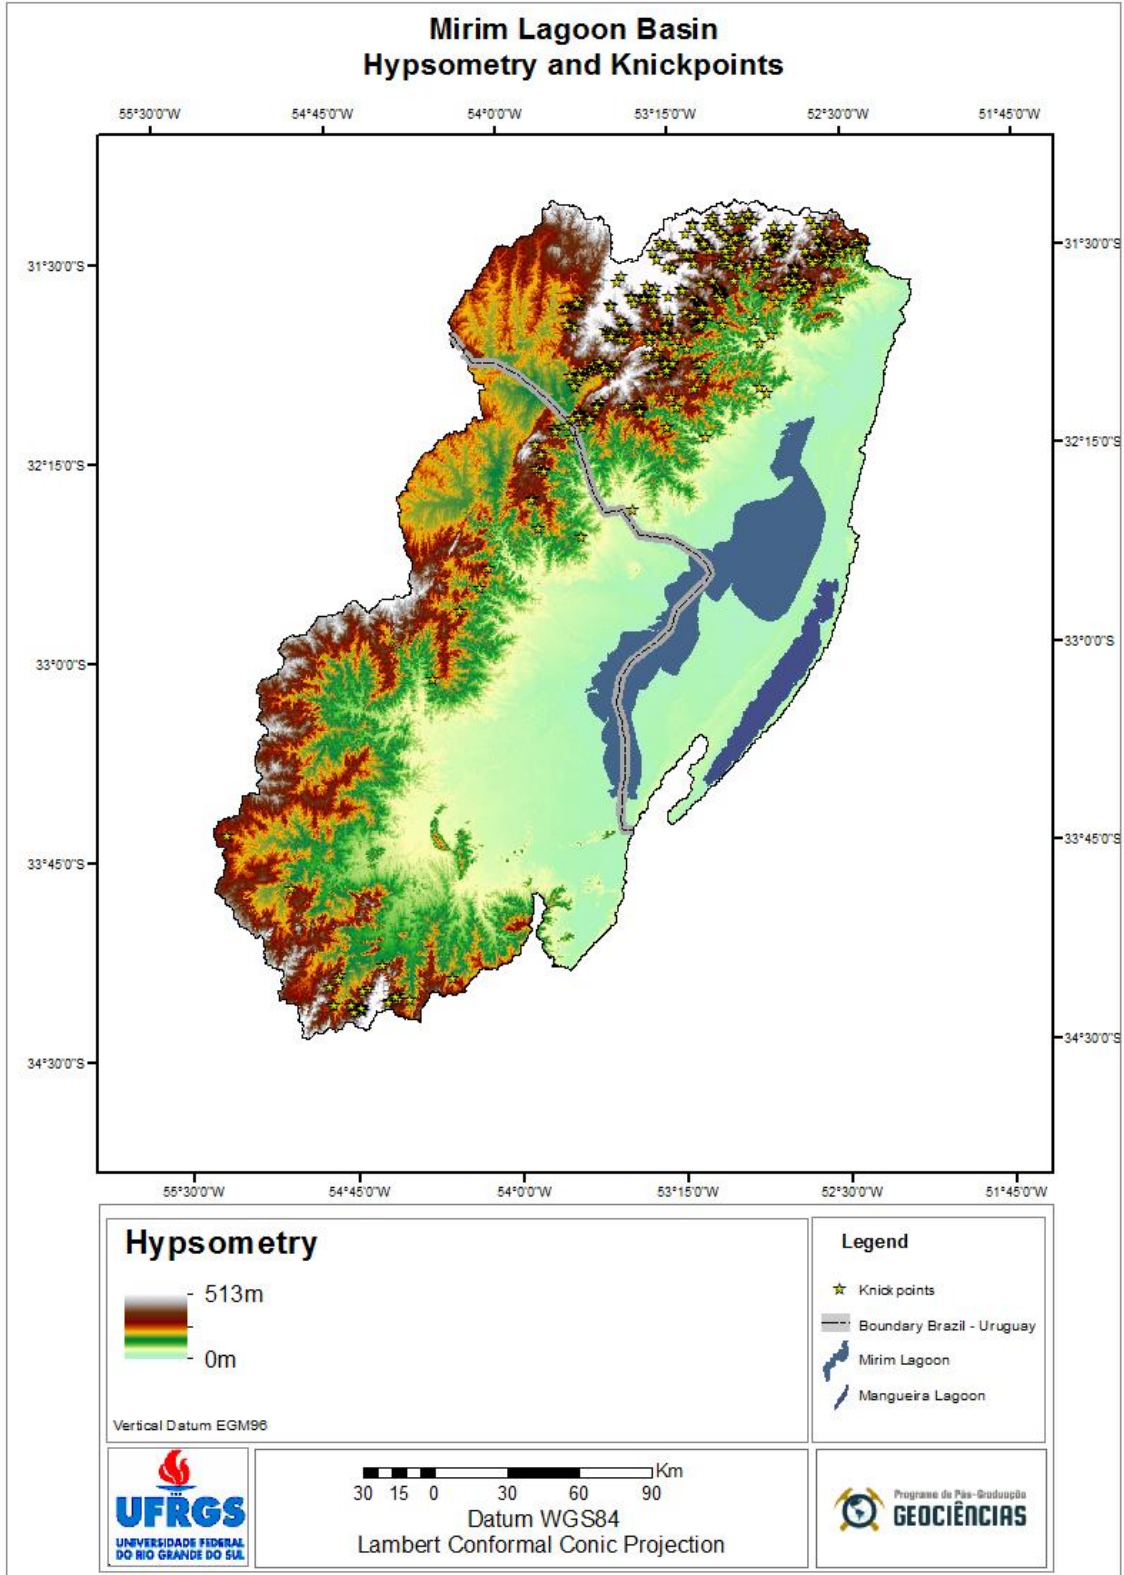 Mirim Lagoon Basin
Hypsometry and Knickpoints
55°30'0"W 54°45'0"W 54°0'0"W 53°15'0"W 52°30'0"W 51°45'0"W
31°30'0"S 31°30'0"S
32°15'0"S 32°15'0"S
33°0'0"S 33°0'0"S
33°45'0"S 33°45'0"S
34°30'0"S 34°30'0"S
55°30'0"W 54°45'0"W 54°0'0"W 53°15'0"W 52°30'0"W 51°45'0"W
Hypsometry
513m
0m
Vertical Datum EGM96
Legend
Knickpoints
Boundary Brazil - Uruguay
Mirim Lagoon
Mangueira Lagoon
UFRGS
UNIVERSIDADE FEDERAL
DO RIO GRANDE DO SUL
Km
30 15 0 30 60 90
Datum WGS84
Lambert Conformal Conic Projection
Programa de Pós-Graduação
GEOCIÊNCIAS